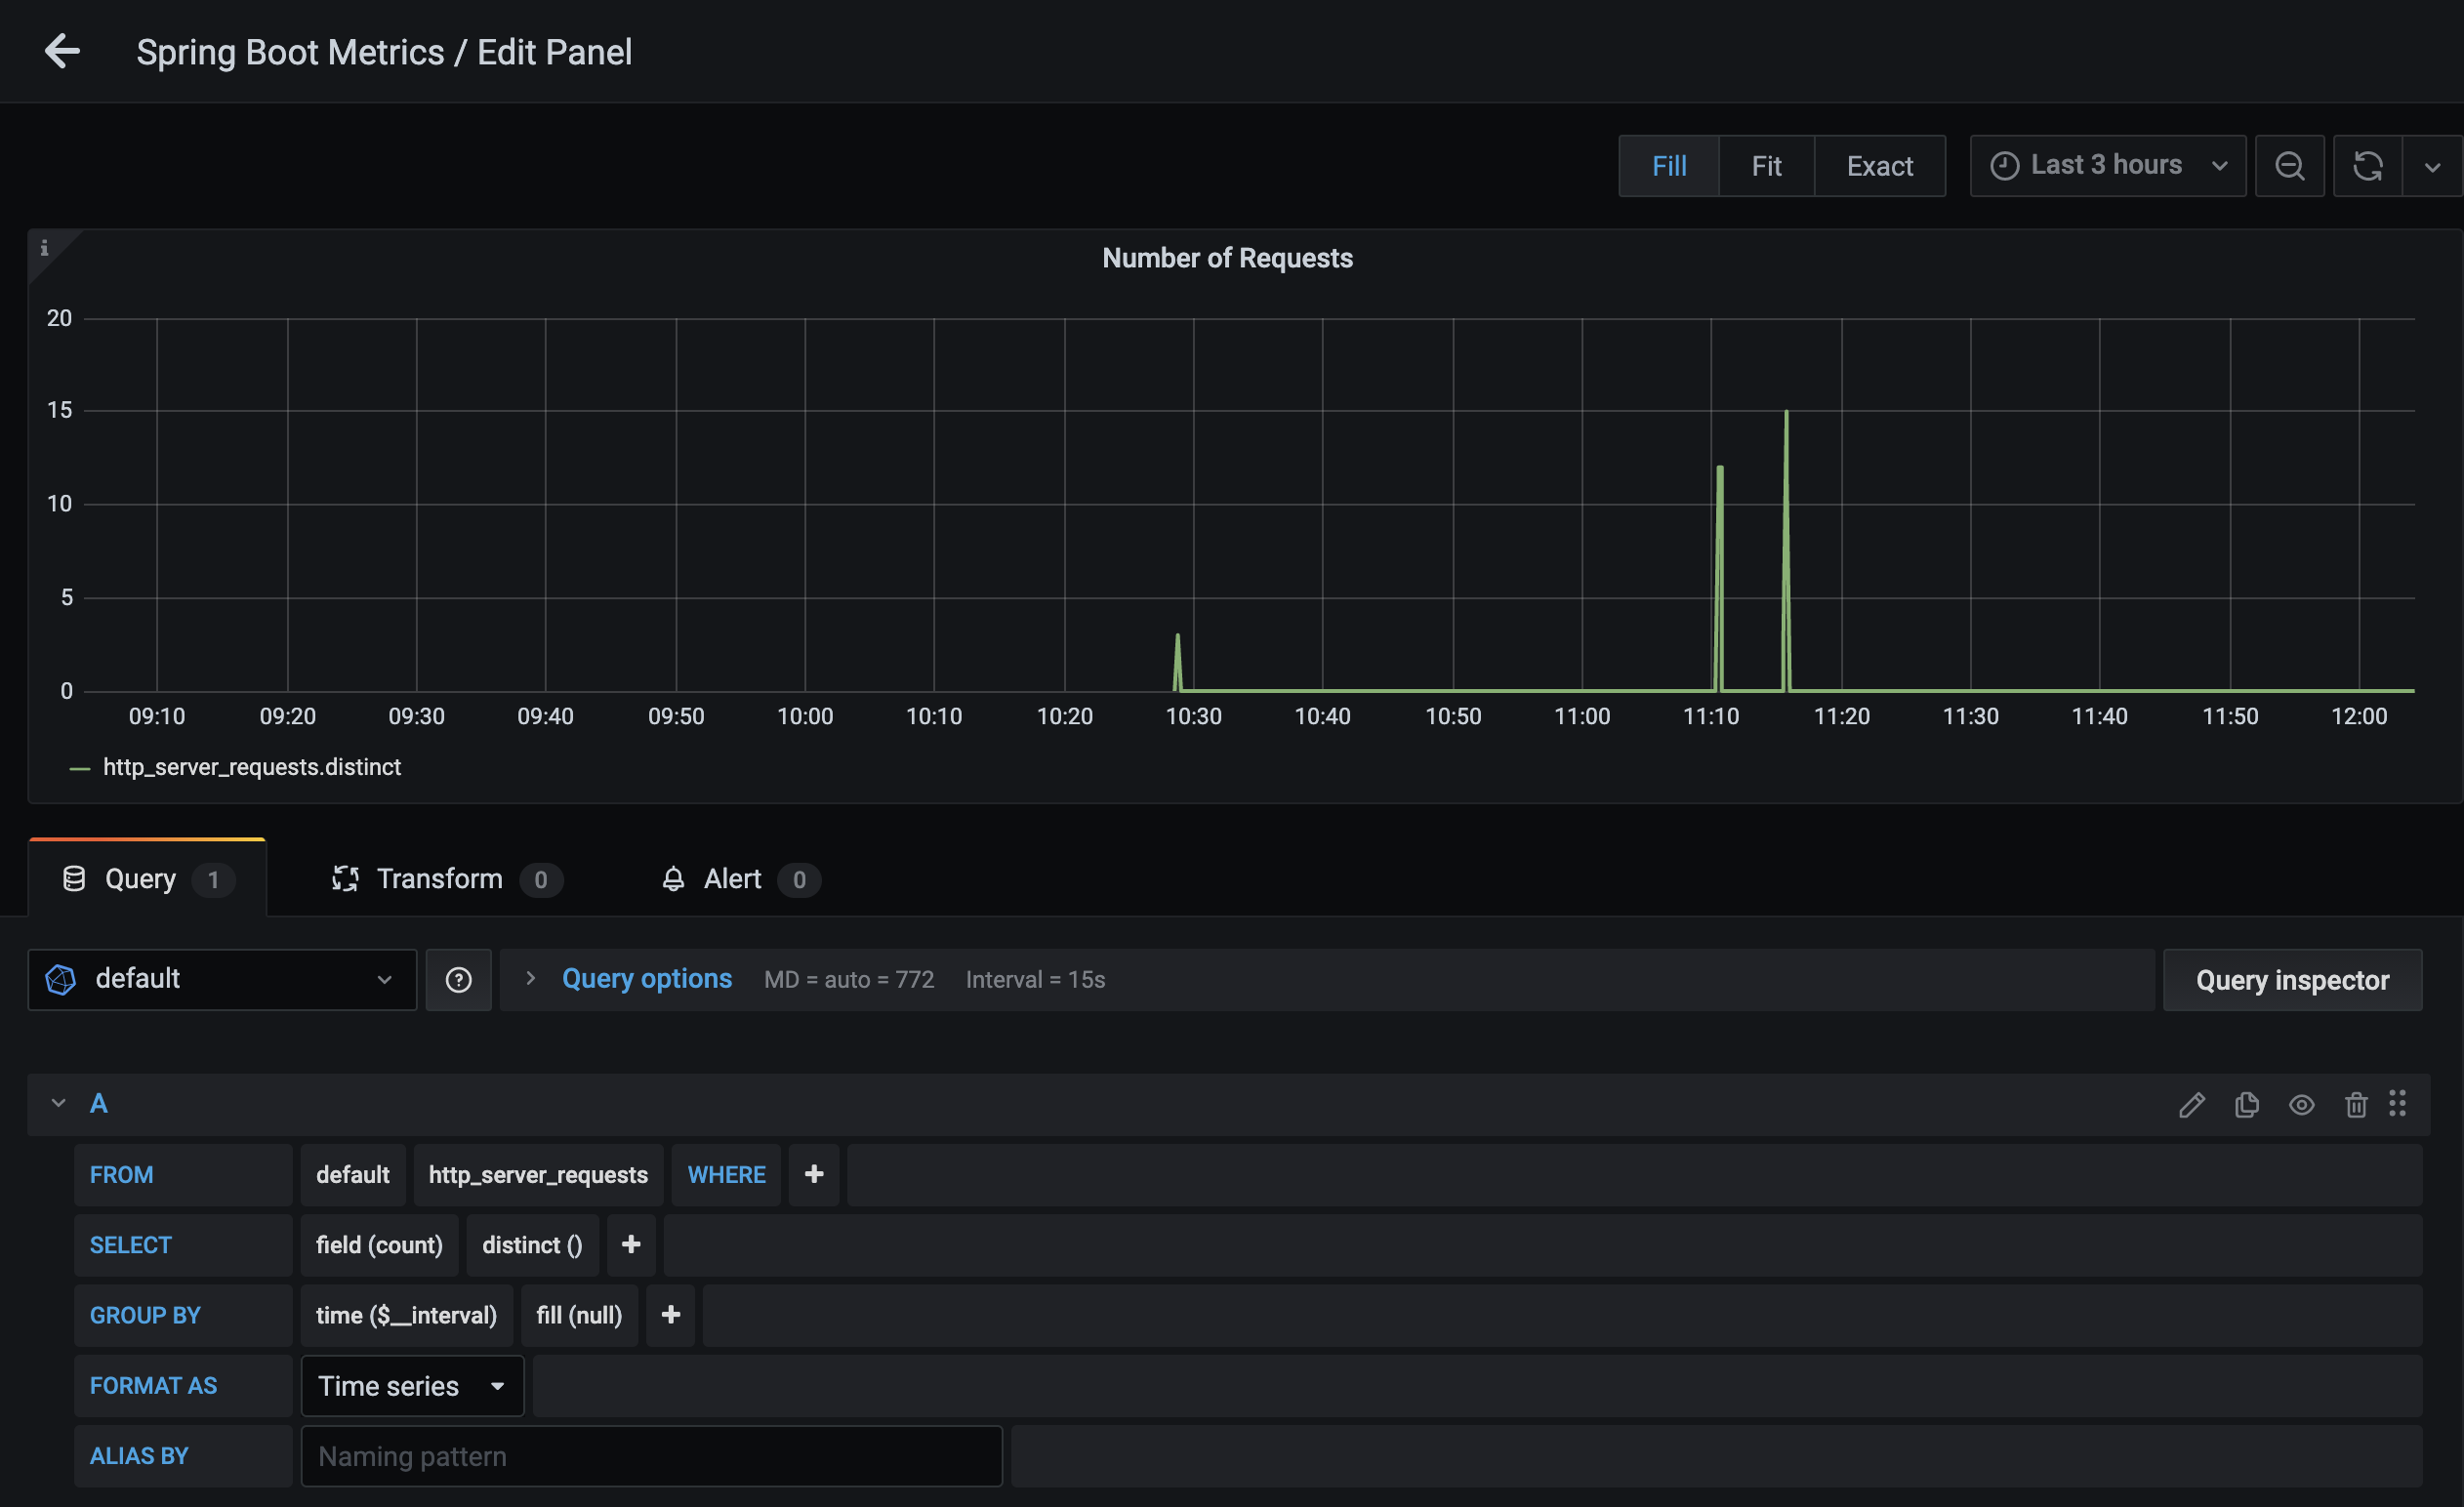 Spring Boot Metrics / Edit Panel
Fill Fit Exact Last 3 hours
i
Number of Requests
20
15
10
5
0
09:10 09:20 09:30 09:40 09:50 10:00 10:10 10:20 10:30 10:40 10:50 11:00 11:10 11:20 11:30 11:40 11:50 12:00
http_server_requests.distinct
Query 1 Transform 0 Alert 0
default ? > Query options MD = auto = 772 Interval = 15s Query inspector
A
FROM default http_server_requests WHERE +
SELECT field (count) distinct () +
GROUP BY time ($__interval) fill (null) +
FORMAT AS Time series
ALIAS BY Naming pattern